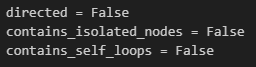 directed = False
contains_isolated_nodes = False
contains_self_loops = False